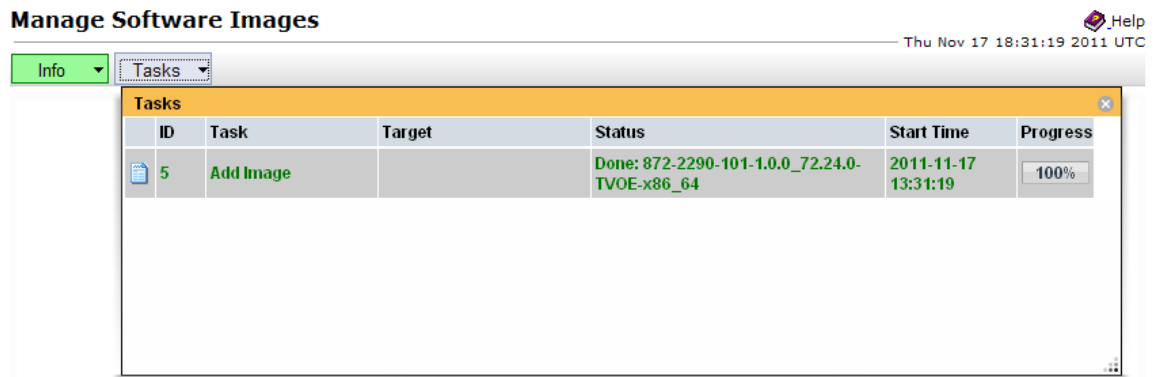 Manage Software Images
Help
Thu Nov 17 18:31:19 2011 UTC
Info
Tasks
Tasks
ID Task Target Status Start Time Progress
5 Add Image Done: 872-2290-101-1.0.0_72.24.0- 2011-11-17 100%
TVOE-x86_64 13:31:19